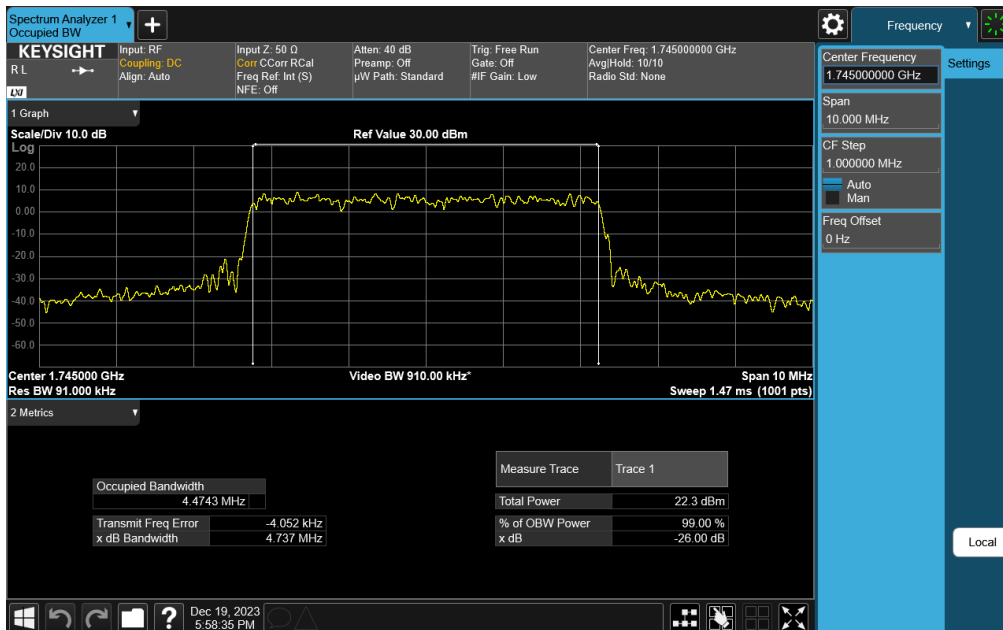 Spectrum Analyzer 1
Occupied BW
+
Frequency
KEYSIGHT
RL
LXI
Input: RF
Coupling: DC
Align: Auto
Input Z: 50 Ω
Corr CCorr RCal
Freq Ref: Int (S)
NFE: Off
Atten: 40 dB
Preamp: Off
µW Path: Standard
Trig: Free Run
Gate: Off
#IF Gain: Low
Center Freq: 1.745000000 GHz
Avg|Hold: 10/10
Radio Std: None
Center Frequency
1.745000000 GHz
Settings
Span
10.000 MHz
CF Step
1.000000 MHz
Auto
Man
Freq Offset
0 Hz
Local
1 Graph
Scale/Div 10.0 dB
Ref Value 30.00 dBm
Log
20.0
10.0
0.00
-10.0
-20.0
-30.0
-40.0
-50.0
-60.0
Center 1.745000 GHz
Video BW 910.00 kHz*
Span 10 MHz
Res BW 91.000 kHz
Sweep 1.47 ms (1001 pts)
2 Metrics
Measure Trace
Trace 1
Occupied Bandwidth
4.4743 MHz
Total Power
22.3 dBm
Transmit Freq Error
-4.052 kHz
% of OBW Power
99.00 %
x dB Bandwidth
4.737 MHz
x dB
-26.00 dB
?
Dec 19, 2023
5:58:35 PM